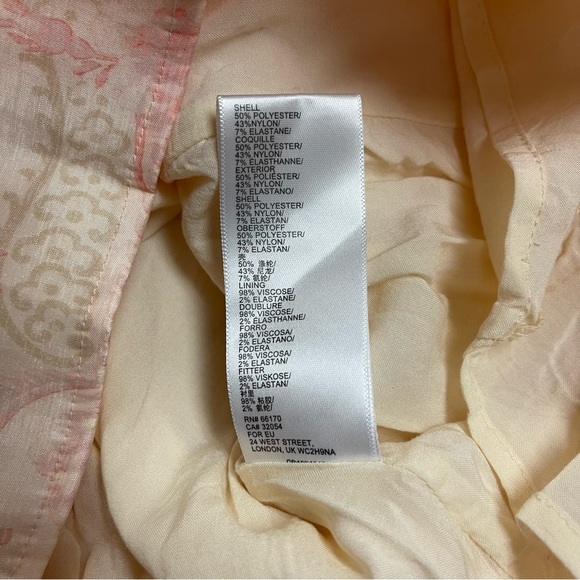 SHELL
50% POLYESTER/
43%NYLON/
7% ELASTANE/
COQUILLE
50% POLYESTER/
43% NYLON/
7% ELASTHANNE/
EXTERIOR
50% POLIÉSTER/
43% NYLON/
7% ELASTANO/
SHELL
50% POLYESTER/
43% NYLON/
7% ELASTAN/
OBERSTOFF
50% POLYESTER/
43% NYLON/
7% ELASTAN/
壳
50% 涤纶/
43% 尼龙/
7% 氨纶/
LINING
98% VISCOSE/
2% ELASTANE/
DOUBLURE
98% VISCOSE/
2% ÉLASTHANNE/
FORRO
98% VISCOSA/
2% ELASTANO/
FODERA
98% VISCOSA/
2% ELASTAN/
FITTER
98% VISKOSE/
2% ELASTAN/
衬里
98% 粘胶/
2% 氨纶/
RN# 66170
CA# 32054
FOR EU
24 WEST STREET,
LONDON, UK WC2H9NA